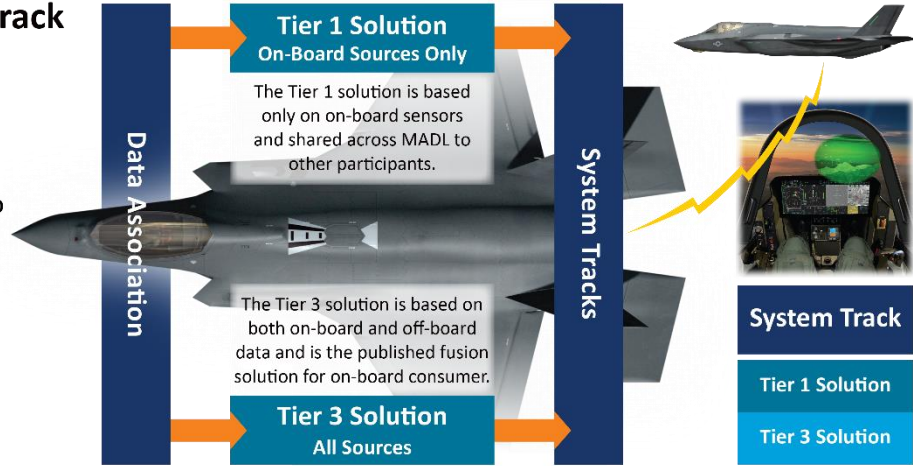 Tier 1 Solution
On-Board Sources Only
The Tier 1 solution is based
only on on-board sensors
and shared across MADL to
other participants.
Data Association
System Tracks
The Tier 3 solution is based on
both on-board and off-board
data and is the published fusion
solution for on-board consumer.
Tier 3 Solution
All Sources
System Track
Tier 1 Solution
Tier 3 Solution